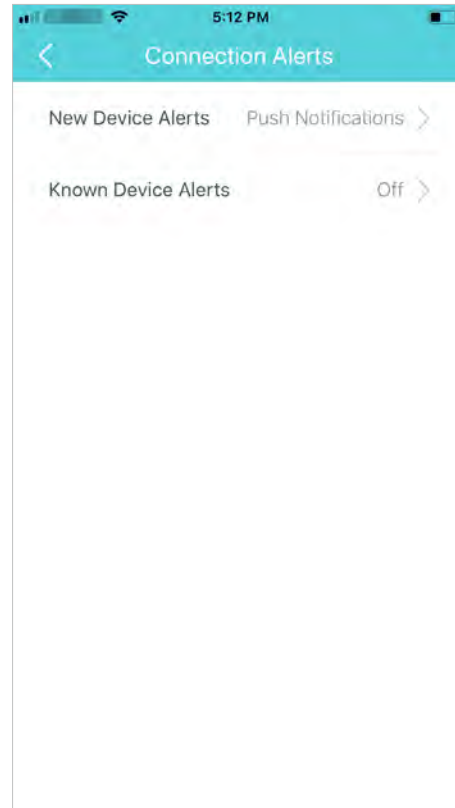 5:12 PM
Connection Alerts
New Device Alerts Push Notifications
Known Device Alerts Off